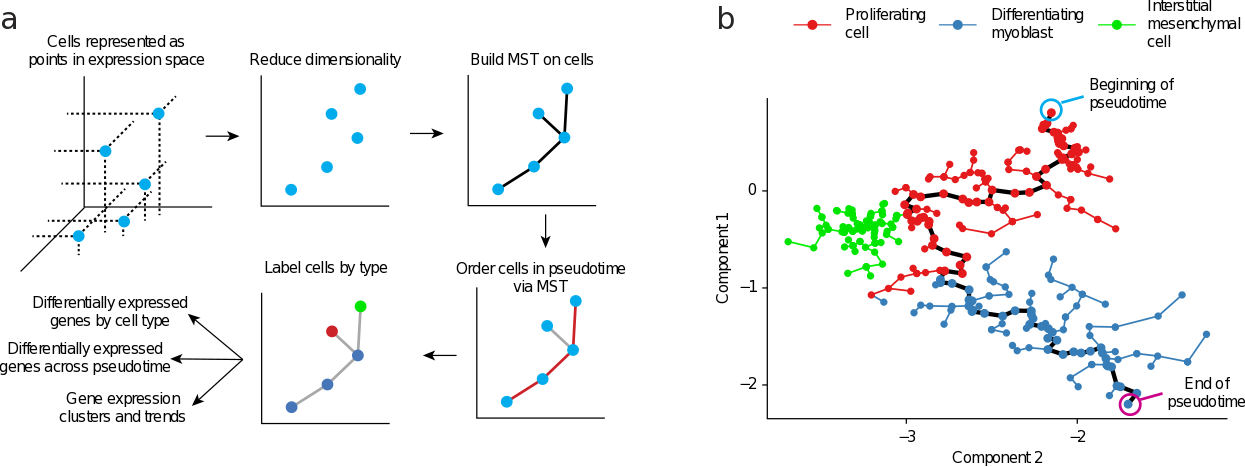 a
Cells represented as
points in expression space
Reduce dimensionality
Build MST on cells
Order cells in pseudotime
via MST
Label cells by type
Differentially expressed
genes by cell type
Differentially expressed
genes across pseudotime
Gene expression
clusters and trends
b
Proliferating
cell
Differentiating
myoblast
Interstitial
mesenchymal
cell
Beginning of
pseudotime
End of
pseudotime
Component 1
0
−1
−2
−3
−2
Component 2